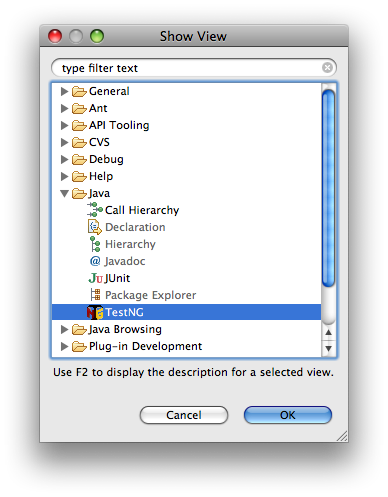 Show View
type filter text
General
Ant
API Tooling
CVS
Debug
Help
Java
Call Hierarchy
Declaration
Hierarchy
@ Javadoc
Ju JUnit
Package Explorer
TestNG
Java Browsing
Plug-in Development
Use F2 to display the description for a selected view.
Cancel OK